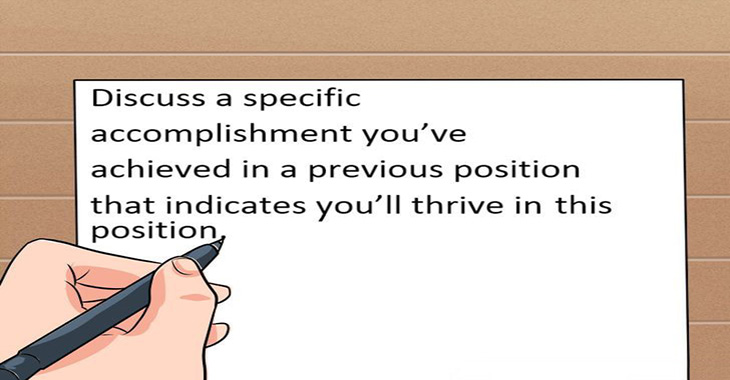 Discuss a specific
accomplishment you’ve
achieved in a previous position
that indicates you’ll thrive in this
position.